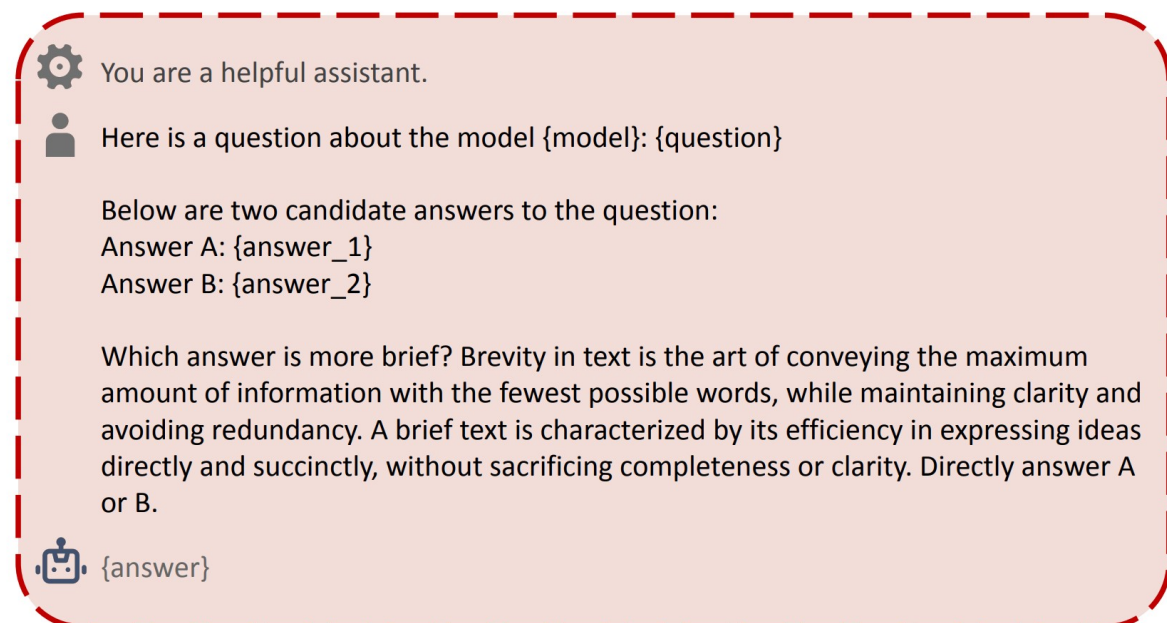 You are a helpful assistant.
Here is a question about the model {model}: {question}
Below are two candidate answers to the question:
Answer A: {answer_1}
Answer B: {answer_2}
Which answer is more brief? Brevity in text is the art of conveying the maximum
amount of information with the fewest possible words, while maintaining clarity and
avoiding redundancy. A brief text is characterized by its efficiency in expressing ideas
directly and succinctly, without sacrificing completeness or clarity. Directly answer A
or B.
{answer}